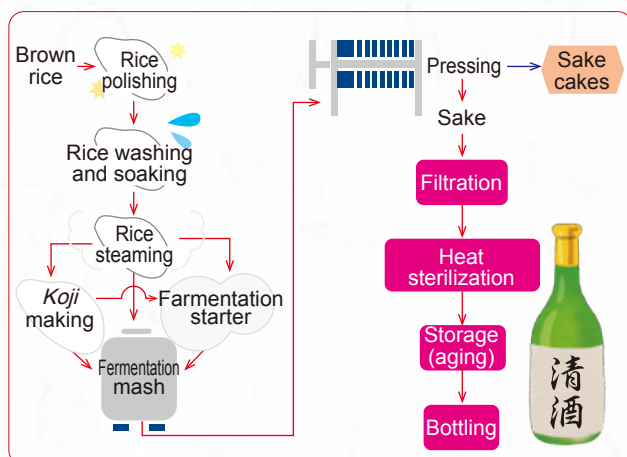 Brown
rice
Rice
polishing
Rice washing
and soaking
Rice
steaming
Koji
making
Farmentation
starter
Fermentation
mash
Pressing
Sake
cakes
Sake
Filtration
Heat
sterilization
Storage
(aging)
Bottling
清
酒